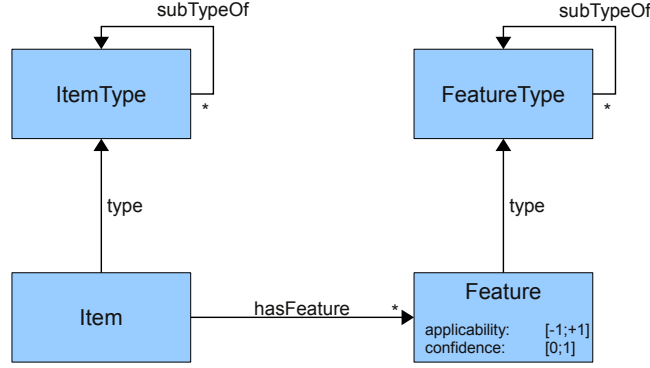 subTypeOf
subTypeOf
ItemType
FeatureType
*
*
type
type
Item
hasFeature
*
Feature
applicability: [-1;+1]
confidence: [0;1]